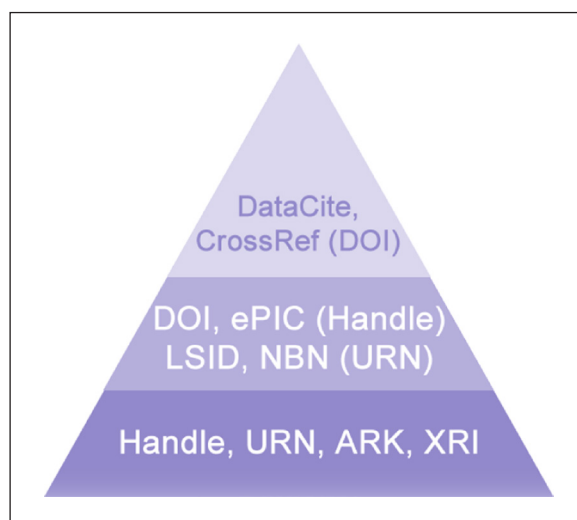 DataCite,
CrossRef (DOI)
DOI, ePIC (Handle)
LSID, NBN (URN)
Handle, URN, ARK, XRI